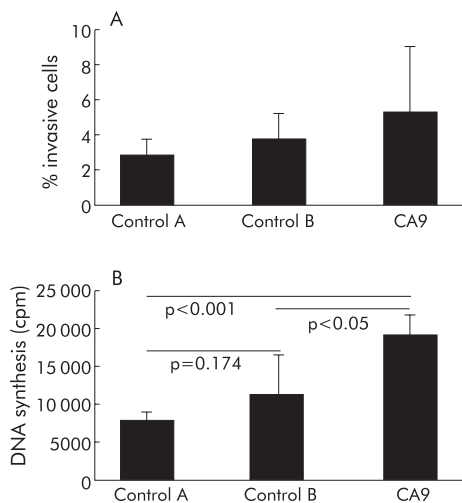 A
% invasive cells
10
8
6
4
2
0
Control A Control B CA9
B
DNA synthesis (cpm)
25 000
20 000
15 000
10 000
5000
0
p<0.001
p<0.05
p=0.174
Control A Control B CA9